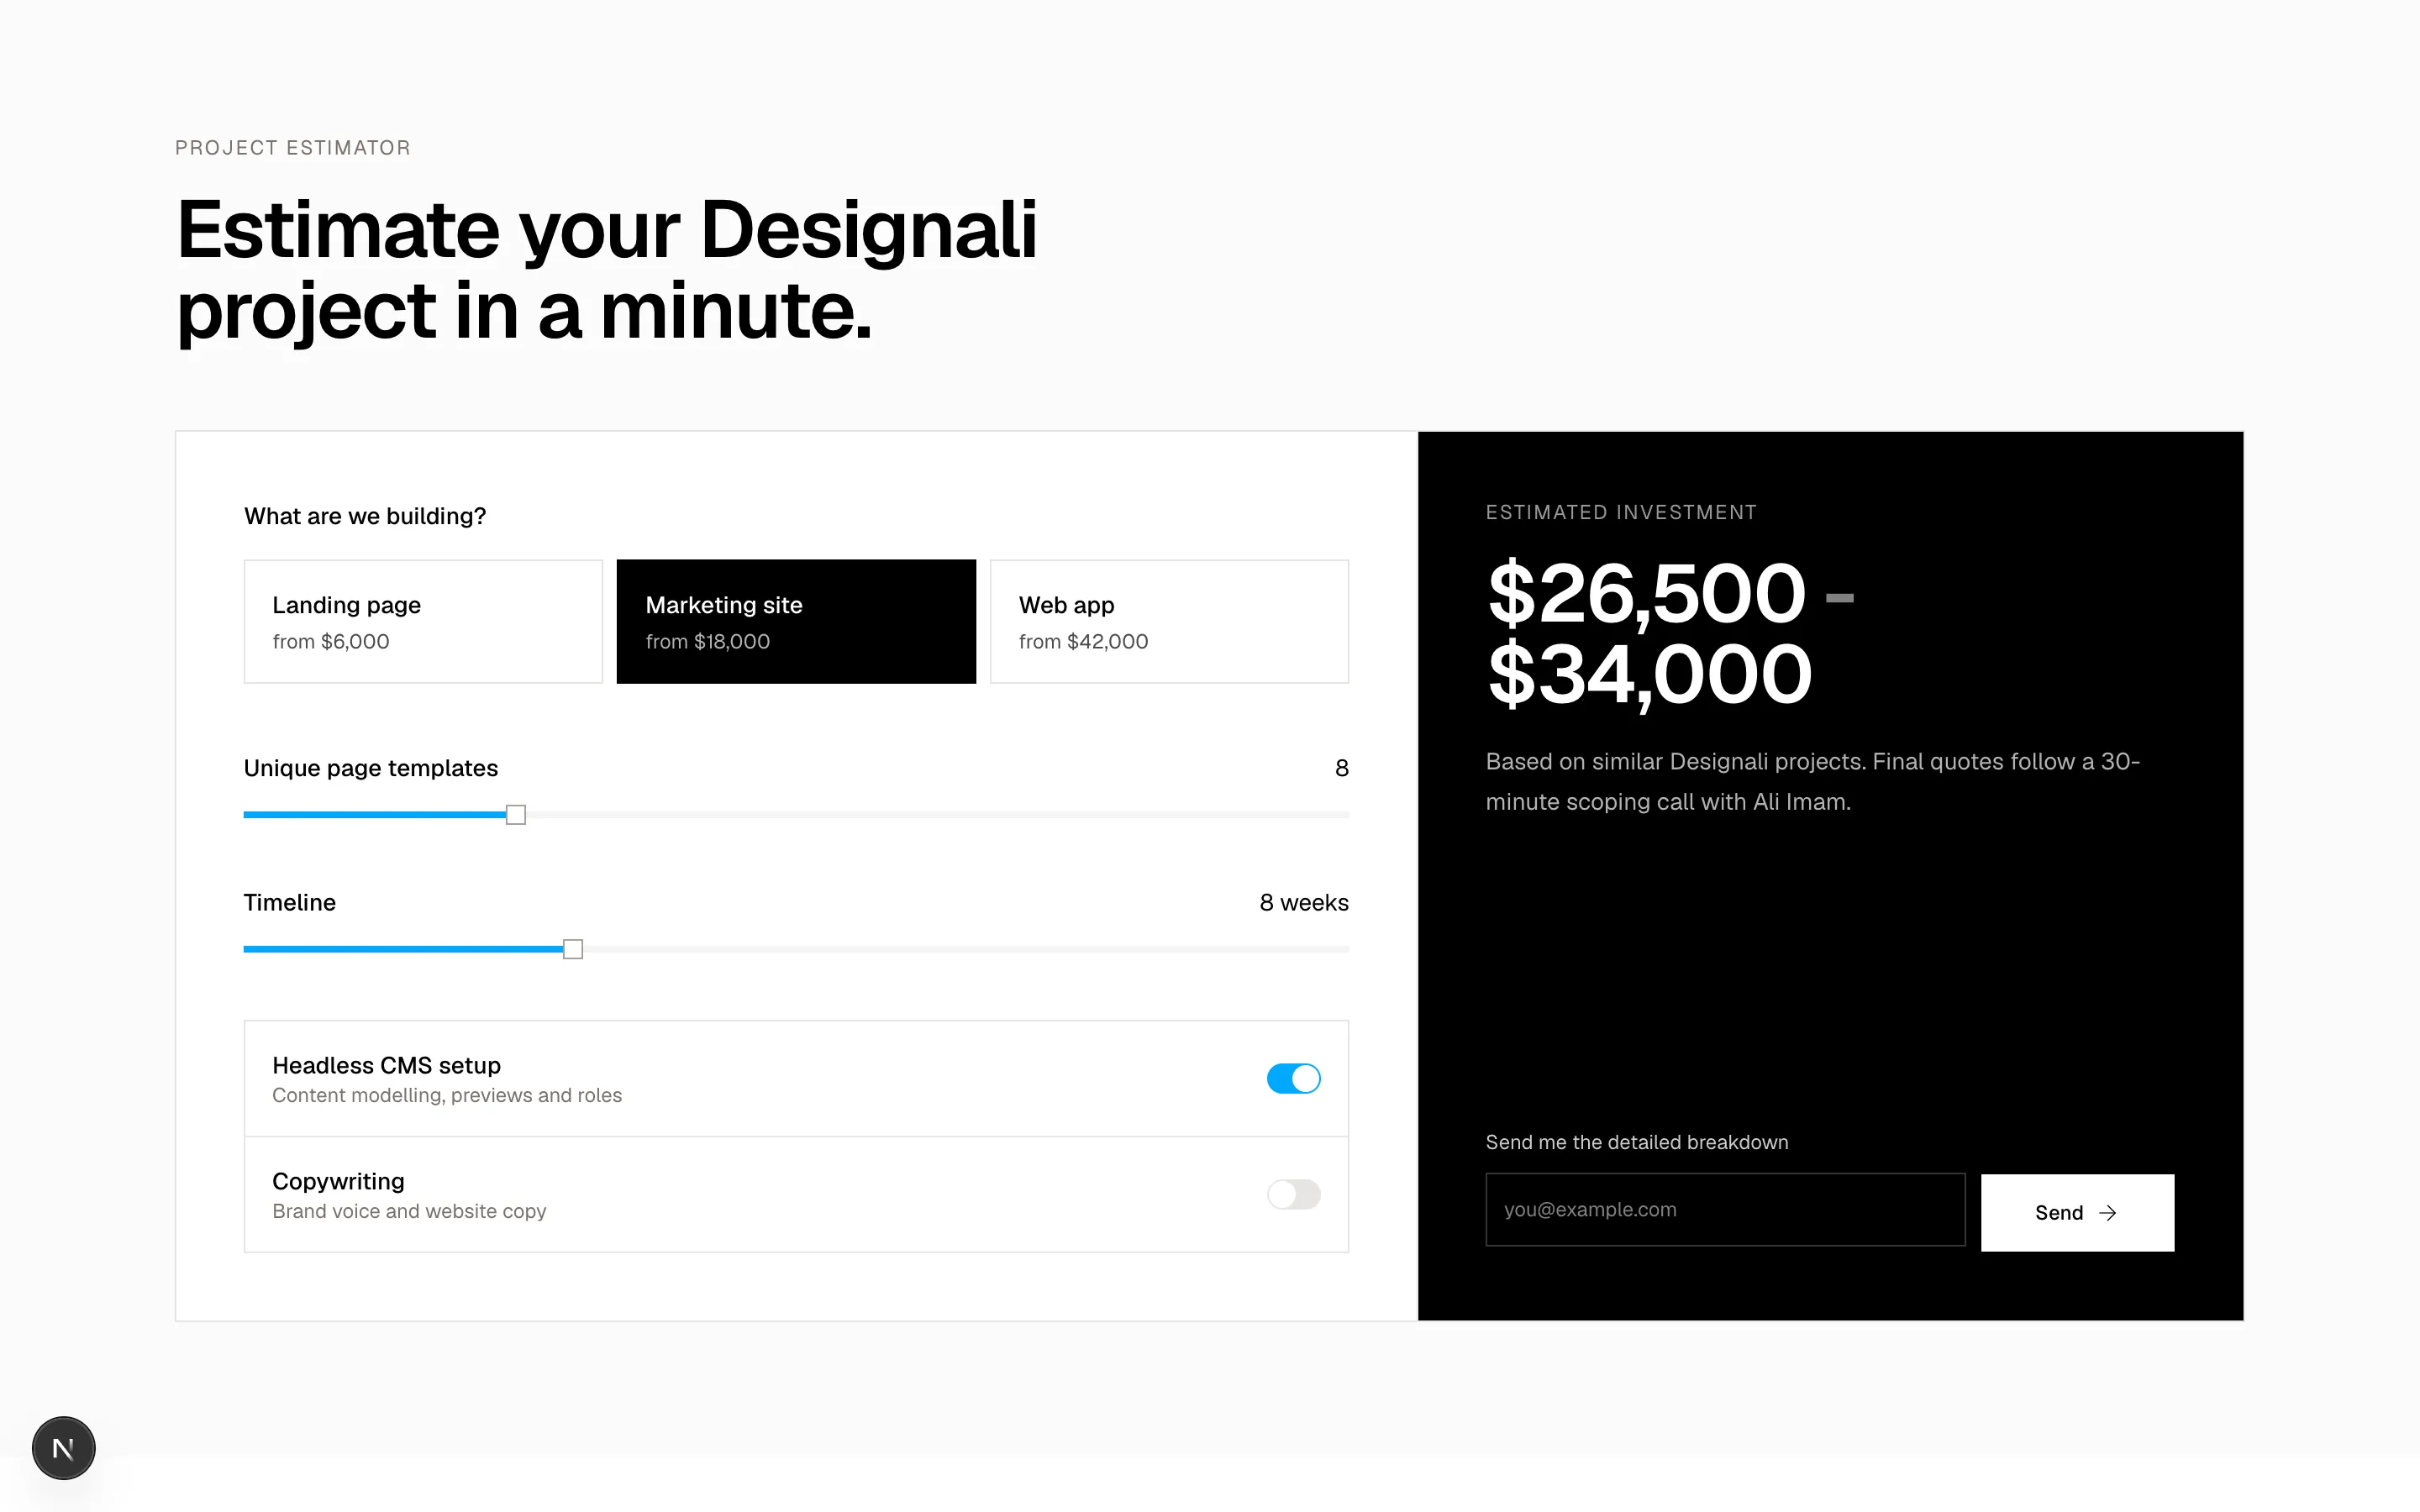 PROJECT ESTIMATOR
Estimate your Designali
project in a minute.
What are we building?
Landing page
from $6,000
Marketing site
from $18,000
Web app
from $42,000
Unique page templates
8
Timeline
8 weeks
Headless CMS setup
Content modelling, previews and roles
Copywriting
Brand voice and website copy
ESTIMATED INVESTMENT
$26,500 –
$34,000
Based on similar Designali projects. Final quotes follow a 30-
minute scoping call with Ali Imam.
Send me the detailed breakdown
you@example.com
Send →
N